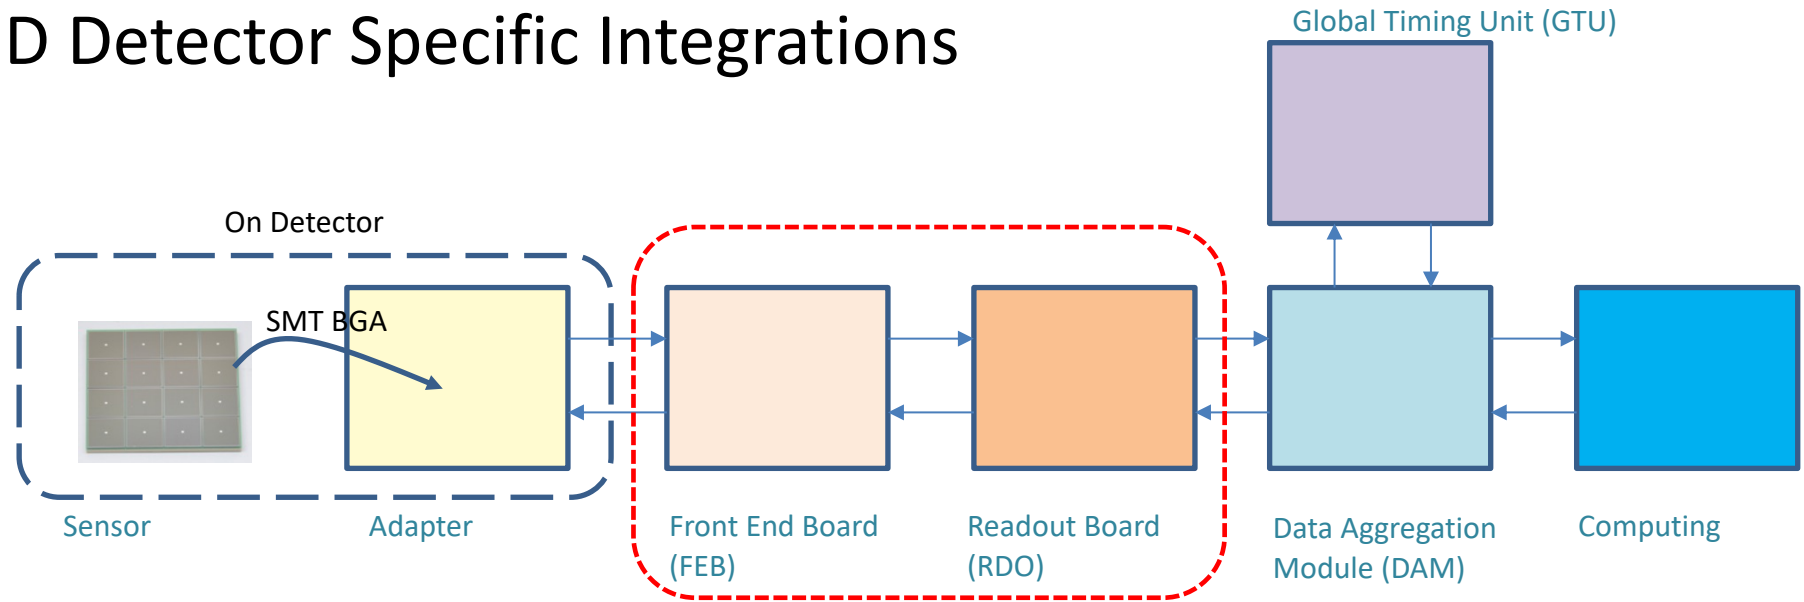 D Detector Specific Integrations
Global Timing Unit (GTU)
On Detector
SMT BGA
Sensor
Adapter
Front End Board
(FEB)
Readout Board
(RDO)
Data Aggregation
Module (DAM)
Computing